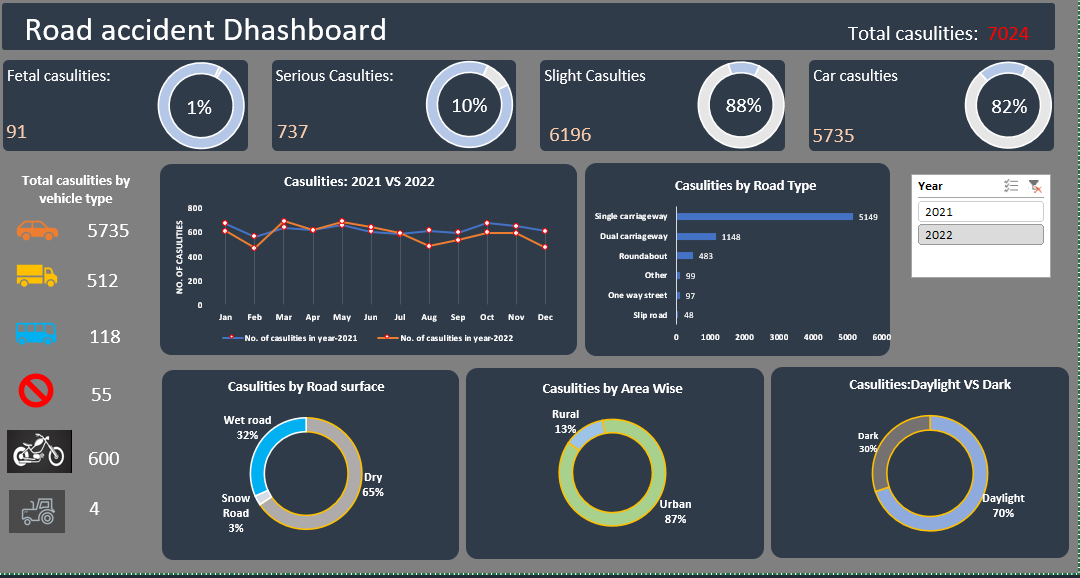 Road accident Dhashboard
Total casulities: 7024
Fetal casulities:
1%
91
Serious Casulties:
10%
737
Slight Casulties
88%
6196
Car casulties
82%
5735
Total casulities by
vehicle type
5735
512
118
55
600
4
Casulities: 2021 VS 2022
NO. OF CASULITIES
800
600
400
200
0
Jan Feb Mar Apr May Jun Jul Aug Sep Oct Nov Dec
No. of casulities in year-2021 No. of casulities in year-2022
Casulities by Road Type
Single carriageway 5149
Dual carriageway 1148
Roundabout 483
Other 99
One way street 97
Slip road 48
0 1000 2000 3000 4000 5000 6000
Year
2021
2022
Casulities by Road surface
Wet road
32%
Dry
65%
Snow
Road
3%
Casulities by Area Wise
Rural
13%
Urban
87%
Casulities:Daylight VS Dark
Dark
30%
Daylight
70%